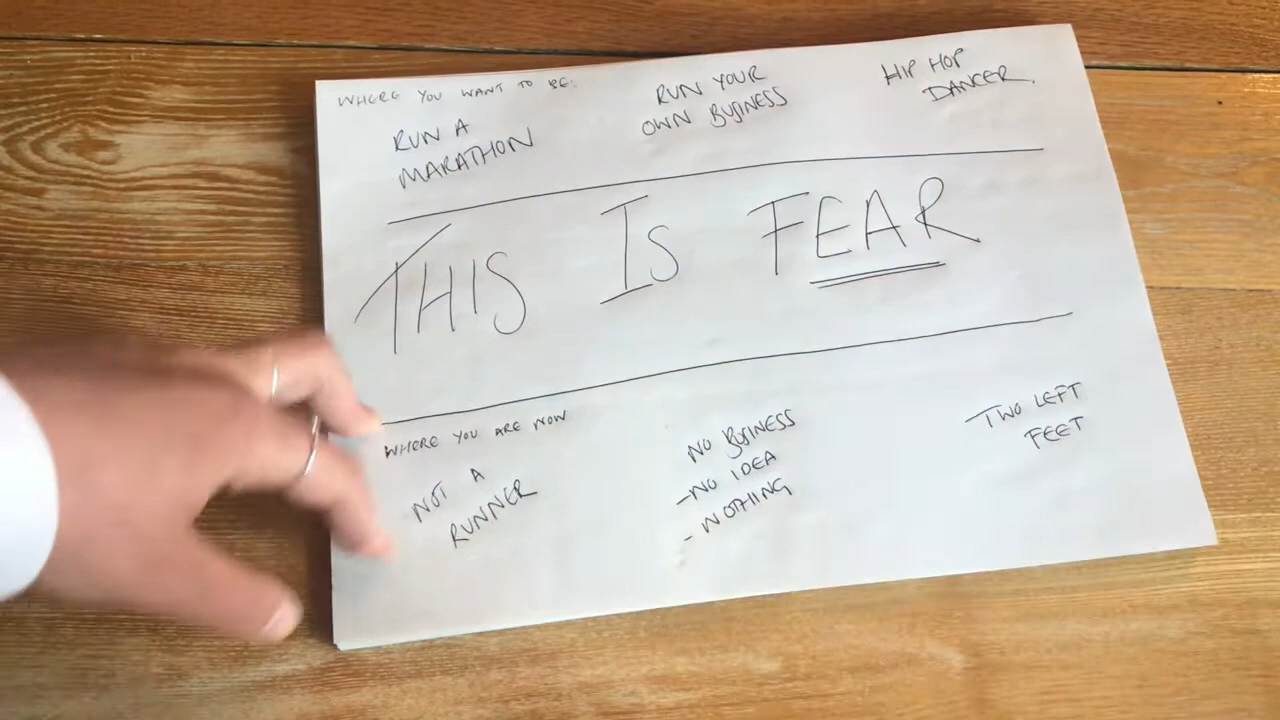 WHERE YOU WANT TO BE:
RUN A
MARATHON
RUN YOUR
OWN BUSINESS
HIP HOP
DANCER.
THIS IS FEAR
WHERE YOU ARE NOW
NOT A
RUNNER
NO BUSINESS
-NO IDEA
- NOTHING
TWO LEFT
FEET